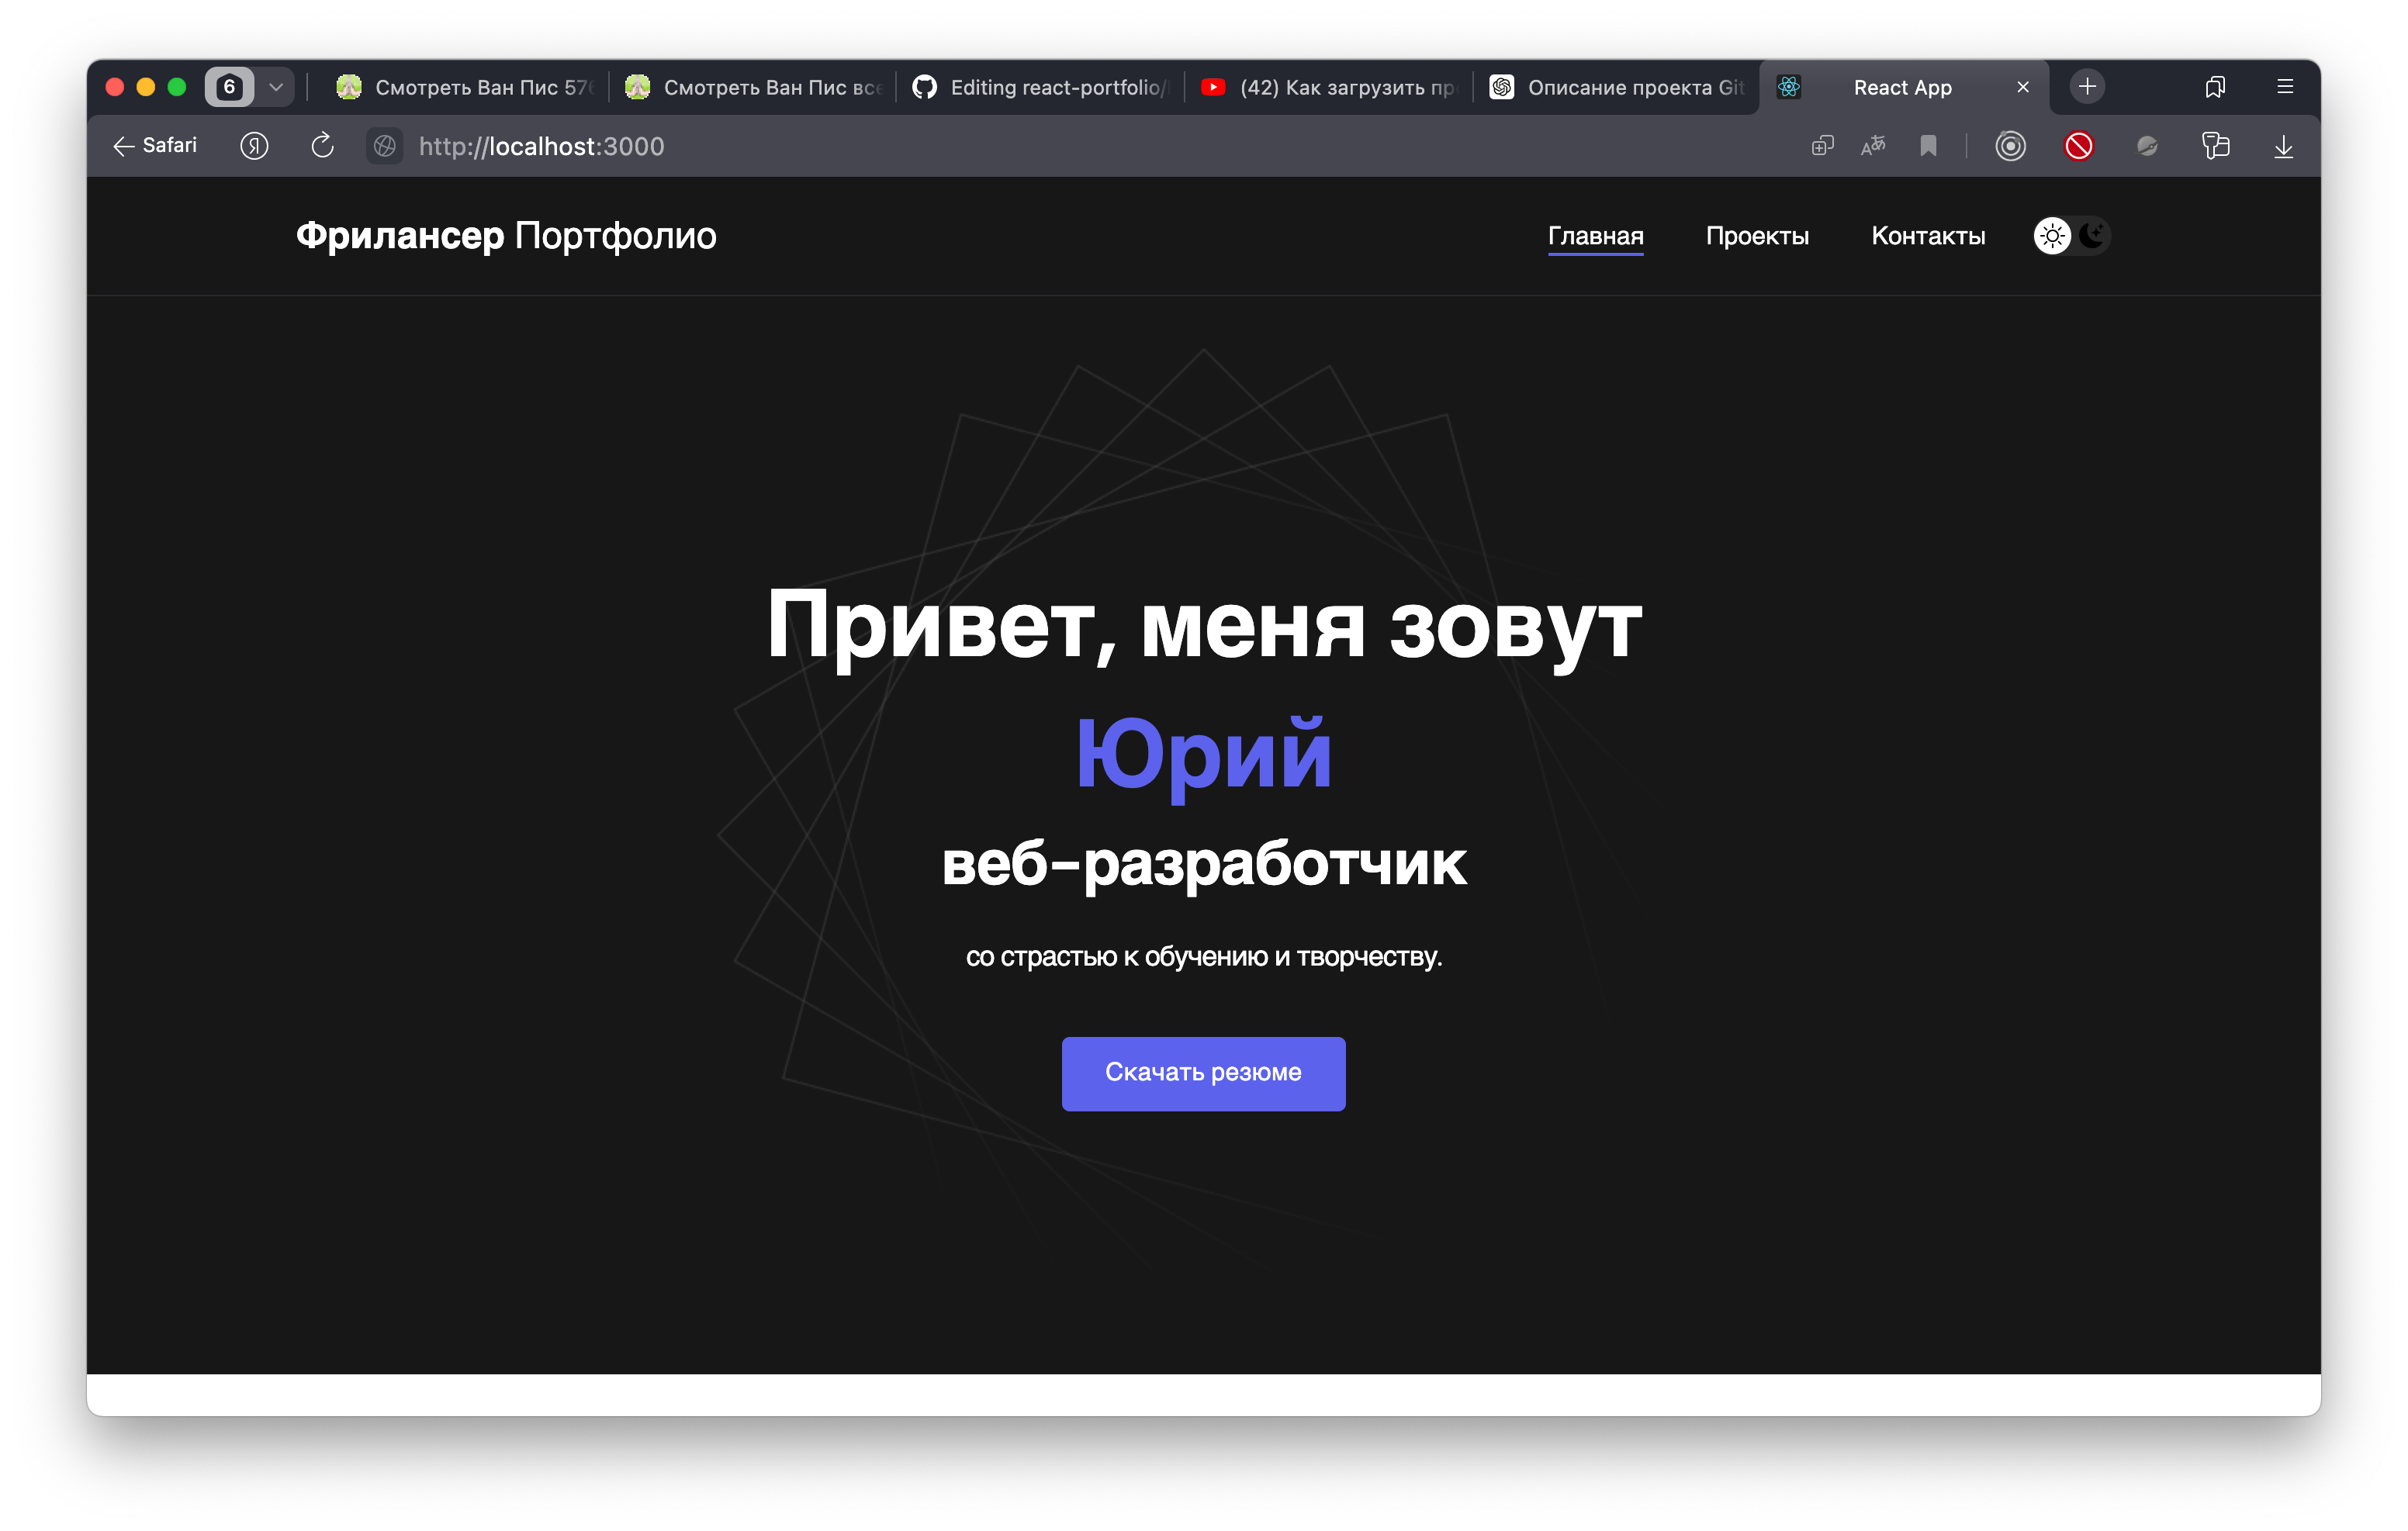 6
Смотреть Ван Пис 576
Смотреть Ван Пис все
Editing react-portfolio/
(42) Как загрузить пр
Описание проекта Git
React App
Safari
Я
http://localhost:3000
Фрилансер Портфолио
Главная
Проекты
Контакты
Привет, меня зовут
Юрий
веб-разработчик
со страстью к обучению и творчеству.
Скачать резюме